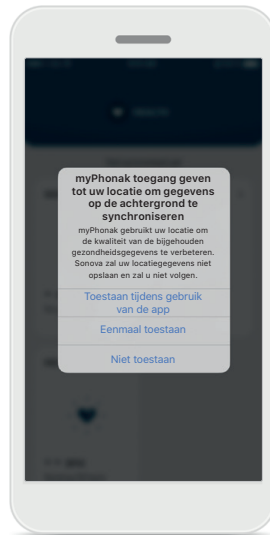 myPhonak toegang geven
tot uw locatie om gegevens
op de achtergrond te
synchroniseren
myPhonak gebruikt uw locatie om
de kwaliteit van de bijgehouden
gezondheidsgegevens te verbeteren.
Sonova zal uw locatiegegevens niet
opslaan en zal u niet volgen.
Toestaan tijdens gebruik
van de app
Eenmaal toestaan
Niet toestaan